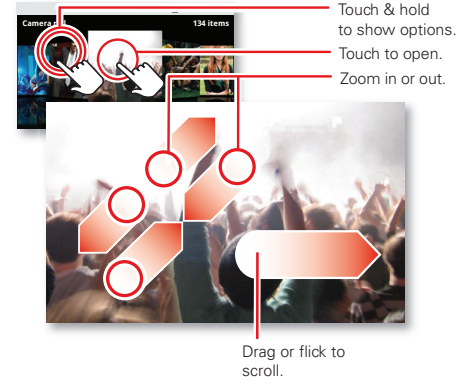 Camera
134 items
Touch & hold
to show options.
Touch to open.
Zoom in or out.
Drag or flick to
scroll.